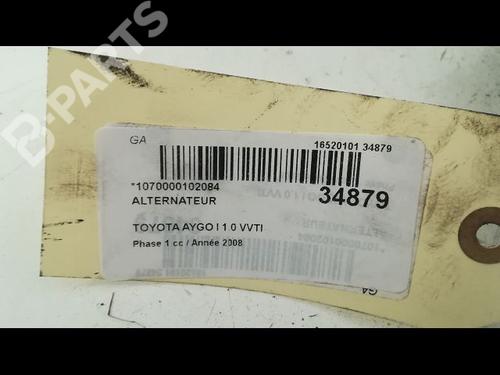 B-PARTS
GA
16520101 34879
*1070000102084
34879
ALTERNATEUR
TOYOTA AYGO I 1 0 VVTI
Phase 1 cc / Année 2008
GA